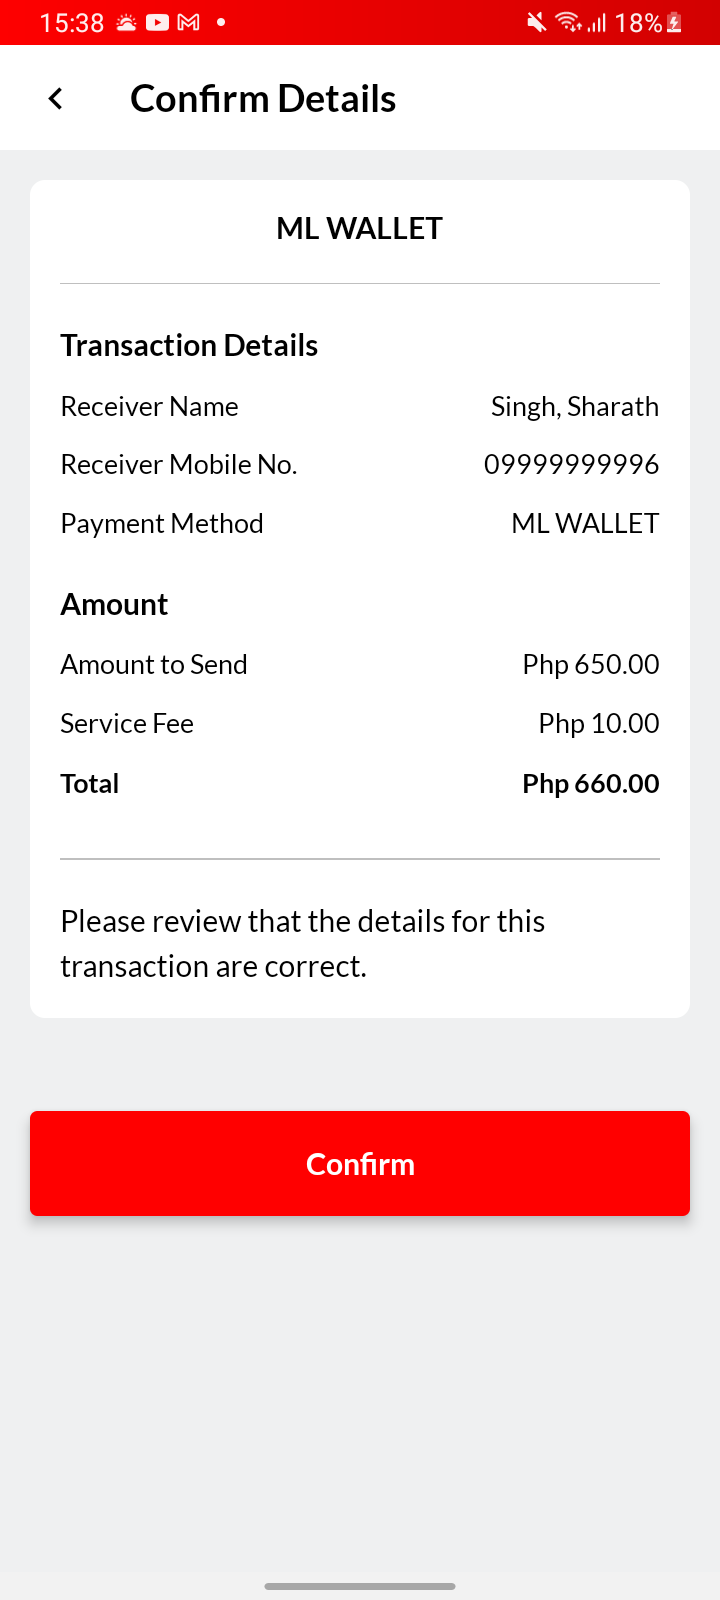 15:38 18%
Confirm Details
ML WALLET
Transaction Details
Receiver Name Singh, Sharath
Receiver Mobile No. 09999999996
Payment Method ML WALLET
Amount
Amount to Send Php 650.00
Service Fee Php 10.00
Total Php 660.00
Please review that the details for this
transaction are correct.
Confirm